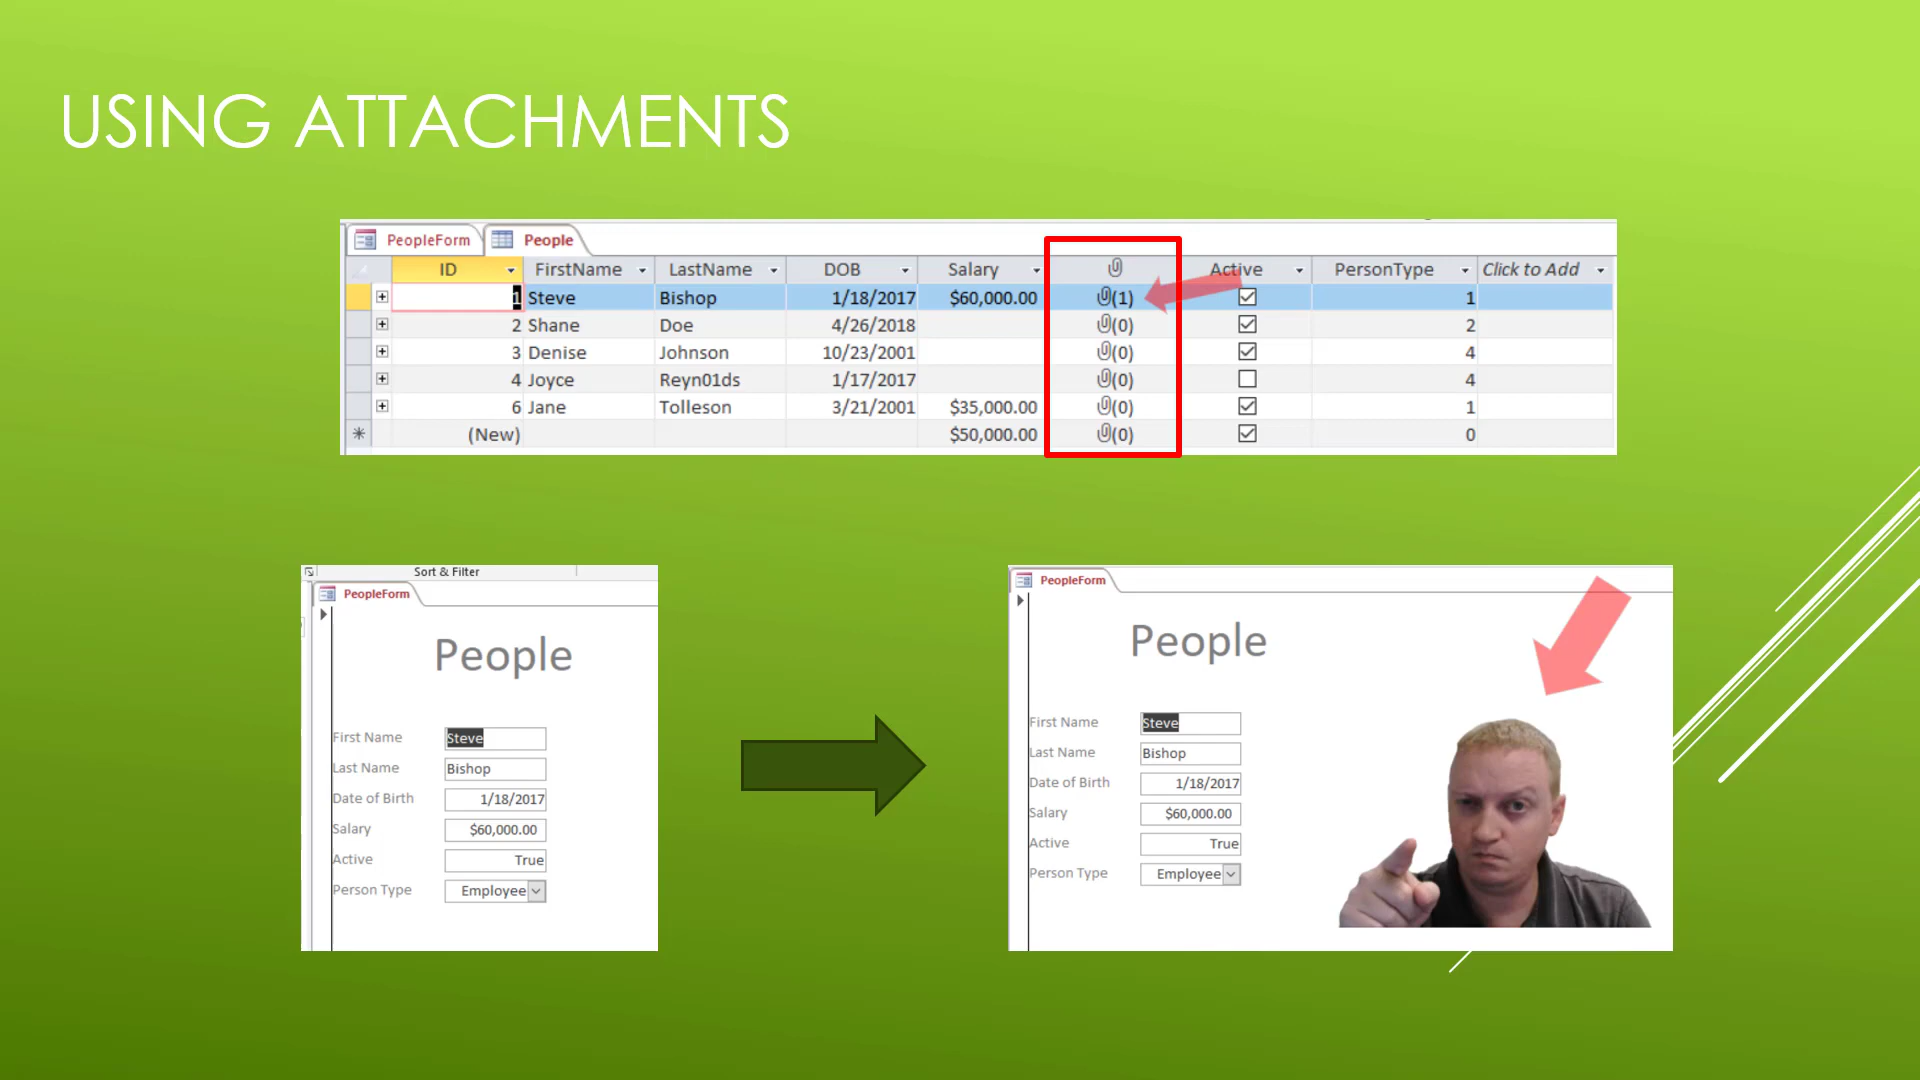 USING ATTACHMENTS
PeopleForm People
ID FirstName LastName DOB Salary Active PersonType Click to Add
1 Steve Bishop 1/18/2017 $60,000.00 (1) 1
2 Shane Doe 4/26/2018 (0) 2
3 Denise Johnson 10/23/2001 (0) 4
4 Joyce Reyn01ds 1/17/2017 (0) 4
6 Jane Tolleson 3/21/2001 $35,000.00 (0) 1
(New) $50,000.00 (0) 0
Sort & Filter
PeopleForm
People
First Name Steve
Last Name Bishop
Date of Birth 1/18/2017
Salary $60,000.00
Active True
Person Type Employee
PeopleForm
People
First Name Steve
Last Name Bishop
Date of Birth 1/18/2017
Salary $60,000.00
Active True
Person Type Employee